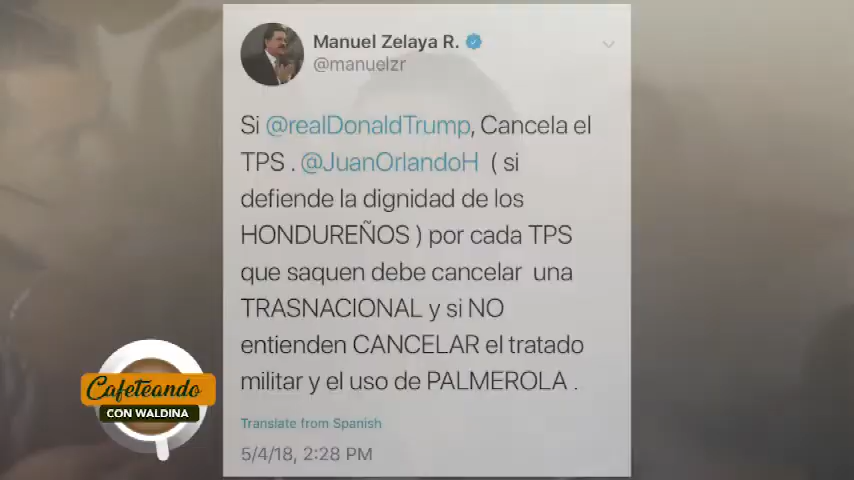 Manuel Zelaya R.
@manuelzr
Si @realDonaldTrump, Cancela el
TPS . @JuanOrlandoH ( si
defiende la dignidad de los
HONDUREÑOS ) por cada TPS
que saquen debe cancelar una
TRASNACIONAL y si NO
entienden CANCELAR el tratado
militar y el uso de PALMEROLA .
Translate from Spanish
5/4/18, 2:28 PM
Cafeteando
CON WALDINA